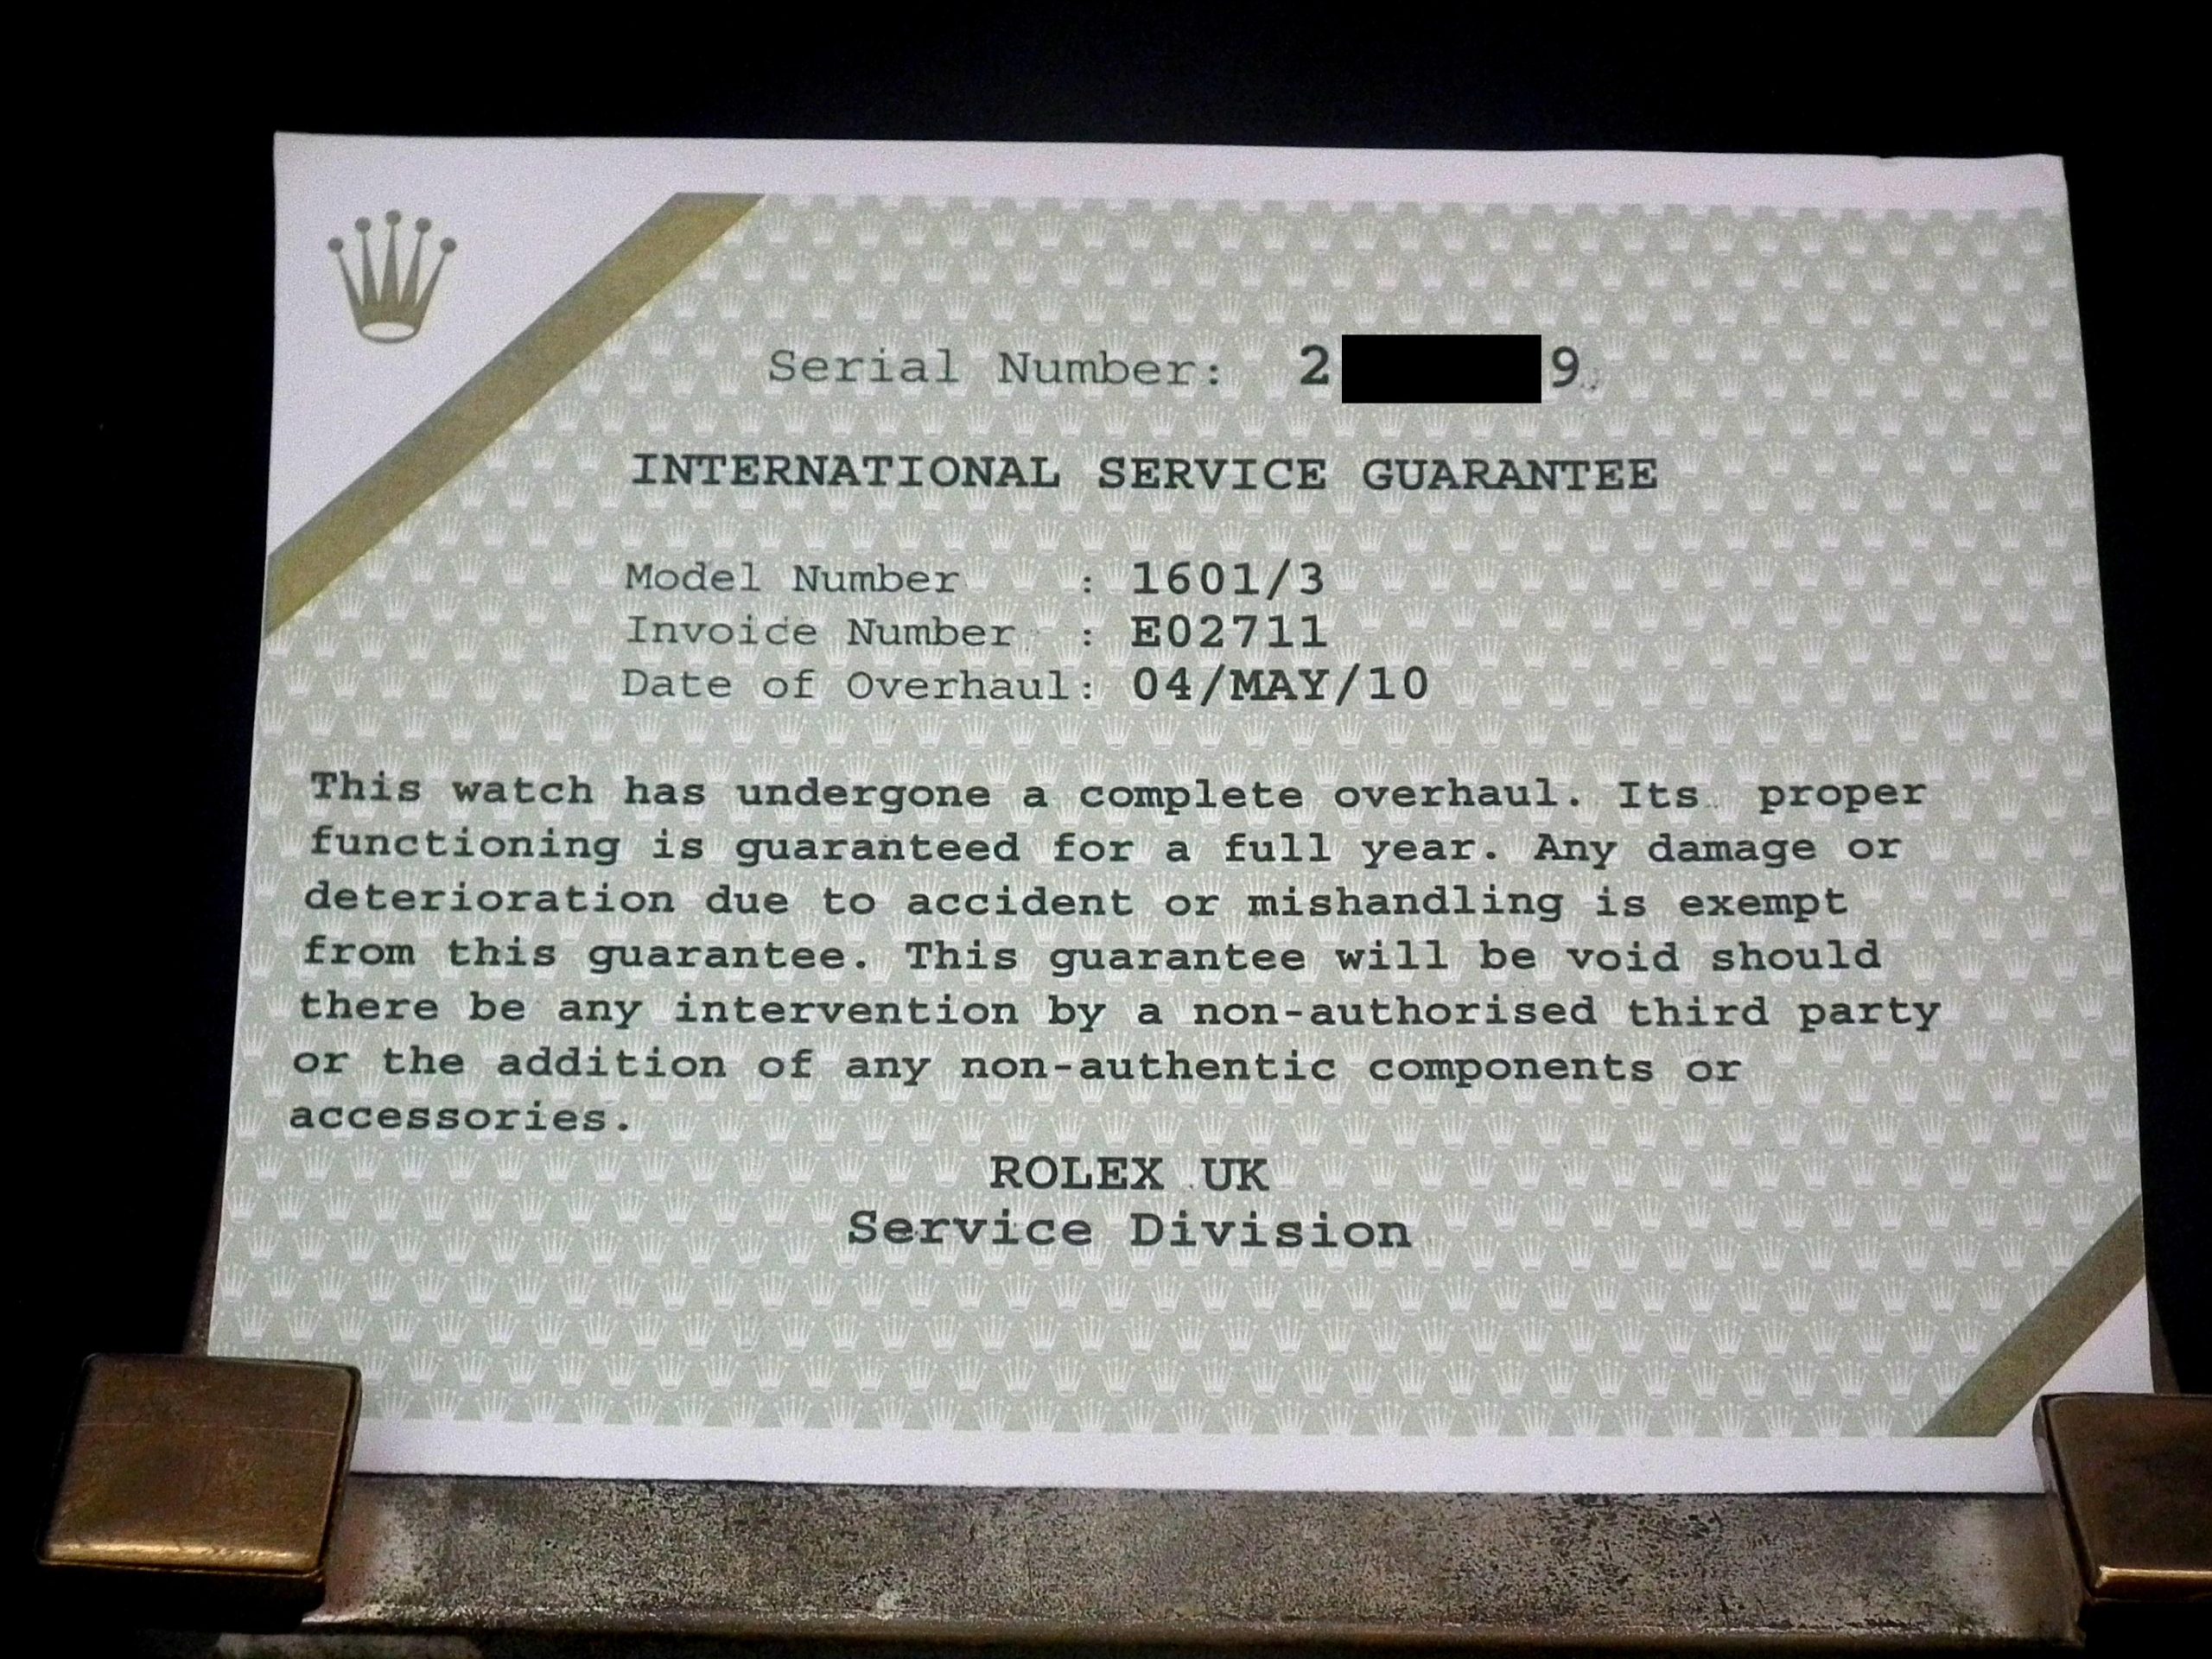 Serial Number: 2 9
INTERNATIONAL SERVICE GUARANTEE
Model Number : 1601/3
Invoice Number : E02711
Date of Overhaul: 04/MAY/10
This watch has undergone a complete overhaul. Its proper
functioning is guaranteed for a full year. Any damage or
deterioration due to accident or mishandling is exempt
from this guarantee. This guarantee will be void should
there be any intervention by a non-authorised third party
or the addition of any non-authentic components or
accessories.
ROLEX UK
Service Division